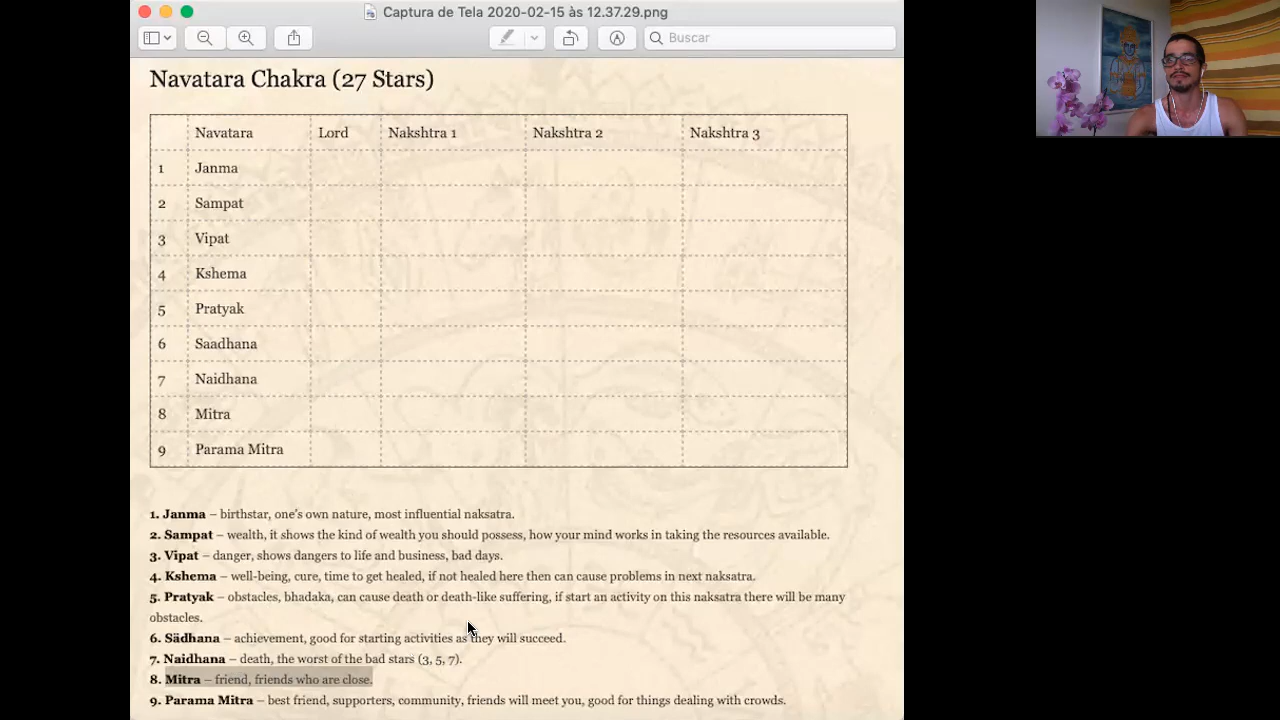 Captura de Tela 2020-02-15 às 12.37.29.png
Buscar
Navatara Chakra (27 Stars)
Navatara Lord Nakshtra 1 Nakshtra 2 Nakshtra 3
1 Janma
2 Sampat
3 Vipat
4 Kshema
5 Pratyak
6 Saadhana
7 Naidhana
8 Mitra
9 Parama Mitra
1. Janma – birthstar, one's own nature, most influential naksatra.
2. Sampat – wealth, it shows the kind of wealth you should possess, how your mind works in taking the resources available.
3. Vipat – danger, shows dangers to life and business, bad days.
4. Kshema – well-being, cure, time to get healed, if not healed here then can cause problems in next naksatra.
5. Pratyak – obstacles, bhadaka, can cause death or death-like suffering, if start an activity on this naksatra there will be many
obstacles.
6. Sädhana – achievement, good for starting activities as they will succeed.
7. Naidhana – death, the worst of the bad stars (3, 5, 7).
8. Mitra – friend, friends who are close.
9. Parama Mitra – best friend, supporters, community, friends will meet you, good for things dealing with crowds.